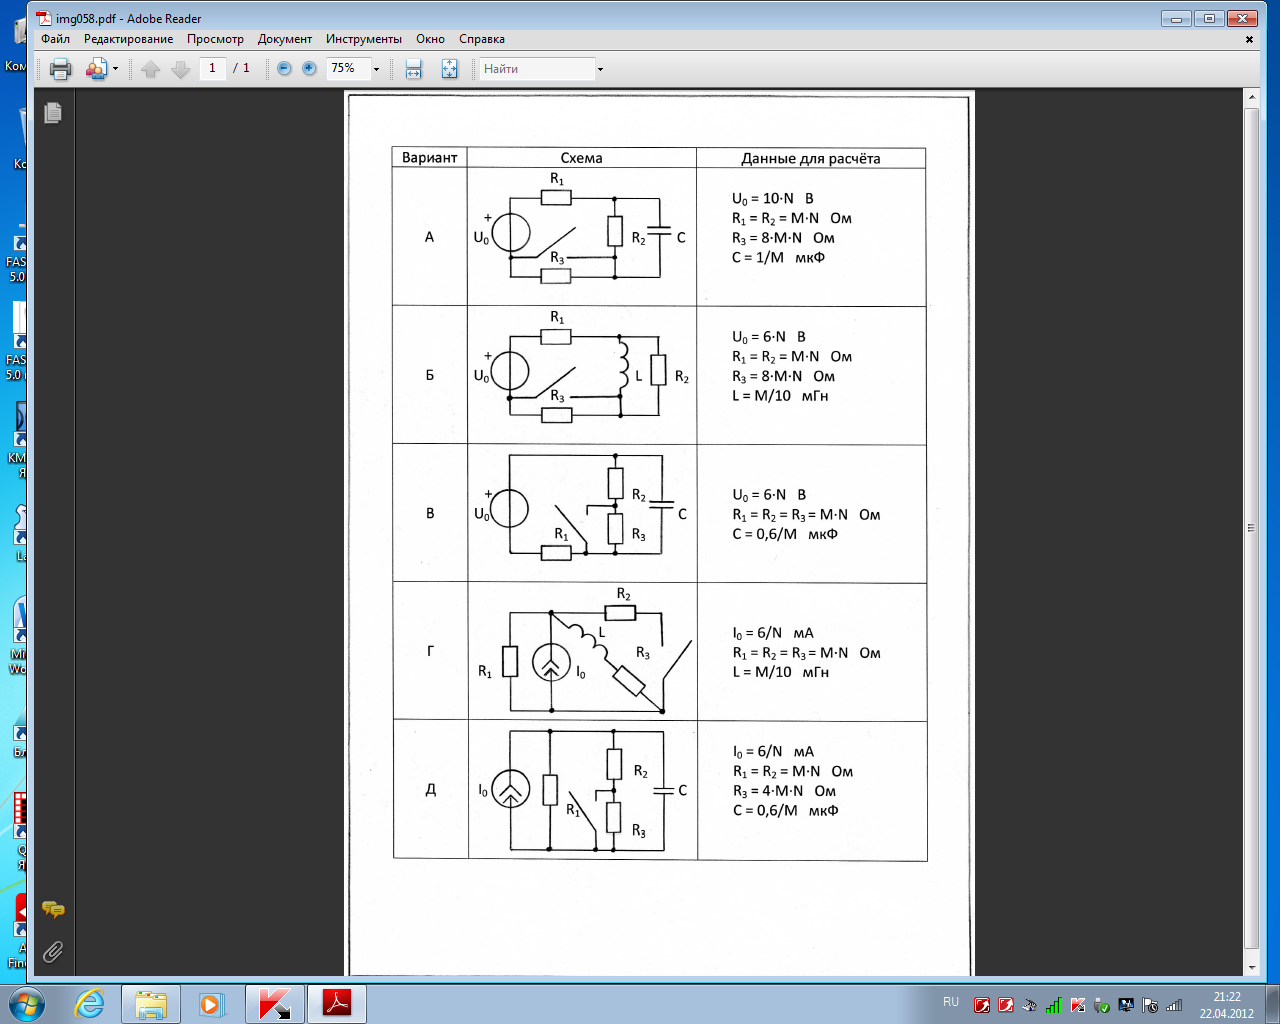 img058.pdf - Adobe Reader
Файл Редактирование Просмотр Документ Инструменты Окно Справка
1 / 1 75% Найти
Вариант Схема Данные для расчёта
А
R1
+
U0
R2
C
R3
U0 = 10·N В
R1 = R2 = M·N Ом
R3 = 8·M·N Ом
C = 1/M мкФ
Б
R1
+
U0
L
R2
R3
U0 = 6·N В
R1 = R2 = M·N Ом
R3 = 8·M·N Ом
L = M/10 мГн
В
+
U0
R2
C
R1
R3
U0 = 6·N В
R1 = R2 = R3 = M·N Ом
C = 0,6/M мкФ
Г
R2
L
R3
R1
I0
I0 = 6/N мА
R1 = R2 = R3 = M·N Ом
L = M/10 мГн
Д
I0
R2
C
R1
R3
I0 = 6/N мА
R1 = R2 = M·N Ом
R3 = 4·M·N Ом
C = 0,6/M мкФ
RU
21:22
22.04.2012